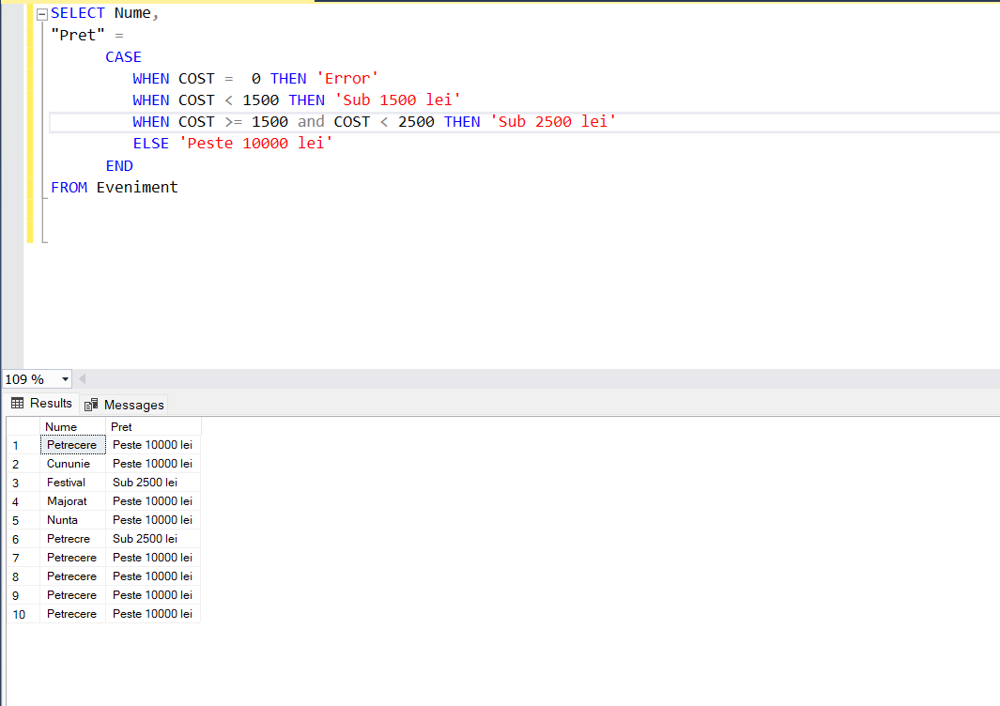 SELECT Nume,
"Pret" =
CASE
WHEN COST =  0 THEN 'Error'
WHEN COST < 1500 THEN 'Sub 1500 lei'
WHEN COST >= 1500 and COST < 2500 THEN 'Sub 2500 lei'
ELSE 'Peste 10000 lei'
END
FROM Eveniment
109 %
Results Messages
Nume Pret
1 Petrecere Peste 10000 lei
2 Cununie Peste 10000 lei
3 Festival Sub 2500 lei
4 Majorat Peste 10000 lei
5 Nunta Peste 10000 lei
6 Petrecre Sub 2500 lei
7 Petrecere Peste 10000 lei
8 Petrecere Peste 10000 lei
9 Petrecere Peste 10000 lei
10 Petrecere Peste 10000 lei